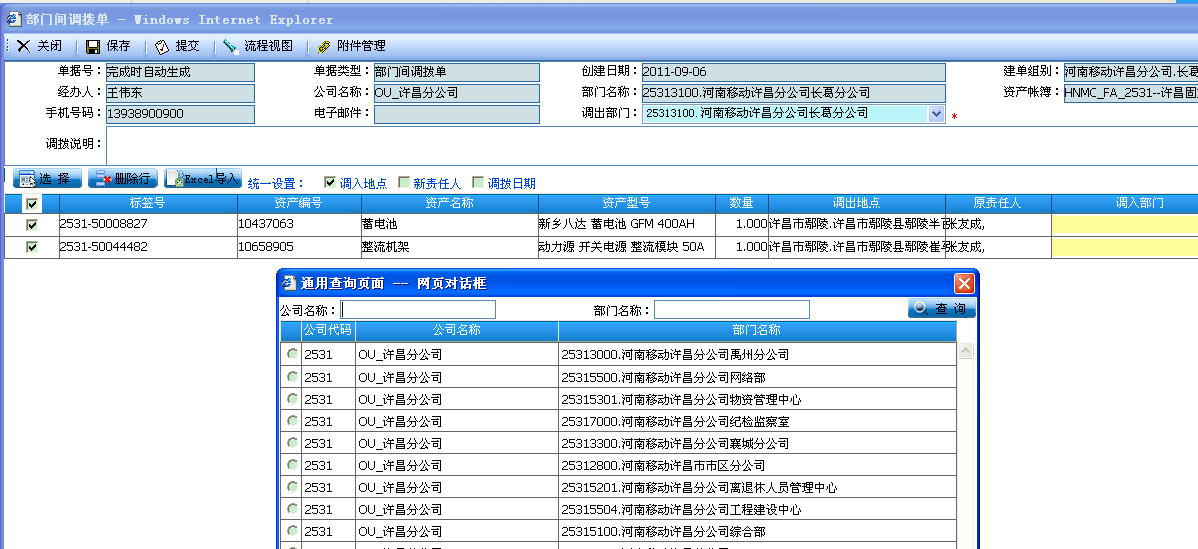 部门间调拨单 - Windows Internet Explorer
关闭 保存 提交 流程视图 附件管理
单据号： 完成时自动生成 单据类型： 部门间调拨单 创建日期： 2011-09-06 建单组别： 河南移动许昌分公司.长葛
经办人： 王伟东 公司名称： OU_许昌分公司 部门名称： 25313100.河南移动许昌分公司长葛分公司 资产帐簿： HNMC_FA_2531--许昌固
手机号码： 13938900900 电子邮件： 调出部门： 25313100.河南移动许昌分公司长葛分公司 *
调拨说明：
选 择 删除行 Excel导入 统一设置： 调入地点 新责任人 调拨日期
标签号 资产编号 资产名称 资产型号 数量 调出地点 原责任人 调入部门
2531-50008827 10437063 蓄电池 新乡八达 蓄电池 GFM 400AH 1.000 许昌市鄢陵.许昌市鄢陵县鄢陵半 张友成,
2531-50044482 10658905 整流机架 动力源 开关电源 整流模块 50A 1.000 许昌市鄢陵.许昌市鄢陵县鄢陵崔 张友成,
通用查询页面 -- 网页对话框
公司名称： 部门名称： 查 询
公司代码 公司名称 部门名称
2531 OU_许昌分公司 25313000.河南移动许昌分公司禹州分公司
2531 OU_许昌分公司 25315500.河南移动许昌分公司网络部
2531 OU_许昌分公司 25315301.河南移动许昌分公司物资管理中心
2531 OU_许昌分公司 25317000.河南移动许昌分公司纪检监察室
2531 OU_许昌分公司 25313300.河南移动许昌分公司襄城分公司
2531 OU_许昌分公司 25312800.河南移动许昌市市区分公司
2531 OU_许昌分公司 25315201.河南移动许昌分公司离退休人员管理中心
2531 OU_许昌分公司 25315504.河南移动许昌分公司工程建设中心
2531 OU_许昌分公司 25315100.河南移动许昌分公司综合部